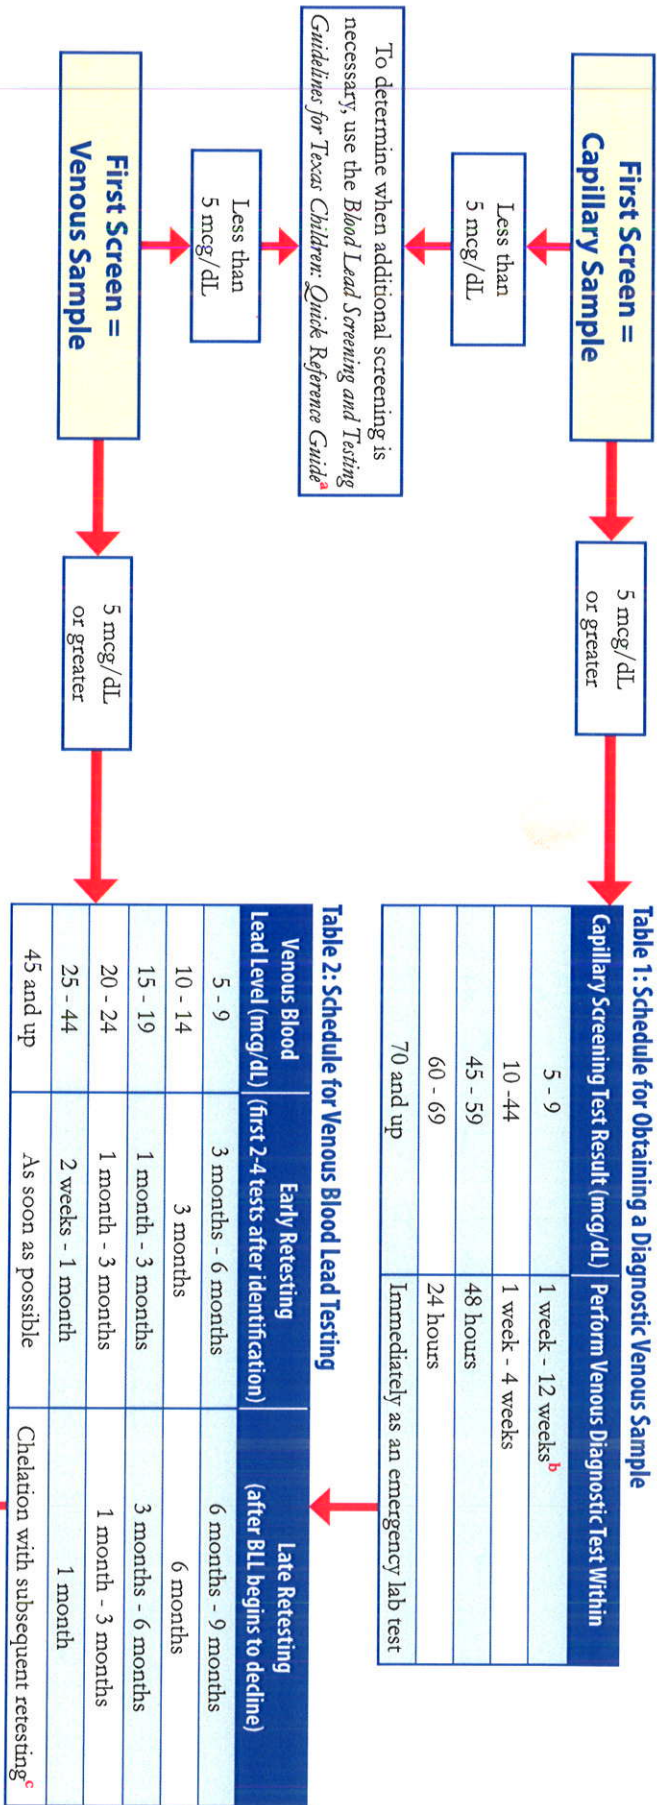 First Screen =
Capillary Sample
Less than
5 mcg/dL
To determine when additional screening is
necessary, use the Blood Lead Screening and Testing
Guidelines for Texas Children: Quick Reference Guideª
Less than
5 mcg/dL
First Screen =
Venous Sample
5 mcg/dL
or greater
5 mcg/dL
or greater
Table 1: Schedule for Obtaining a Diagnostic Venous Sample
Capillary Screening Test Result (mcg/dL) Perform Venous Diagnostic Test Within
5 - 9 1 week - 12 weeksᵇ
10 -44 1 week - 4 weeks
45 - 59 48 hours
60 - 69 24 hours
70 and up Immediately as an emergency lab test
Table 2: Schedule for Venous Blood Lead Testing
Venous Blood Early Retesting Late Retesting
Lead Level (mcg/dL) (first 2-4 tests after identification) (after BLL begins to decline)
5 - 9 3 months - 6 months 6 months - 9 months
10 - 14 3 months 6 months
15 - 19 1 month - 3 months 3 months - 6 months
20 - 24 1 month - 3 months 1 month - 3 months
25 - 44 2 weeks - 1 month 1 month
45 and up As soon as possible Chelation with subsequent retestingᶜ